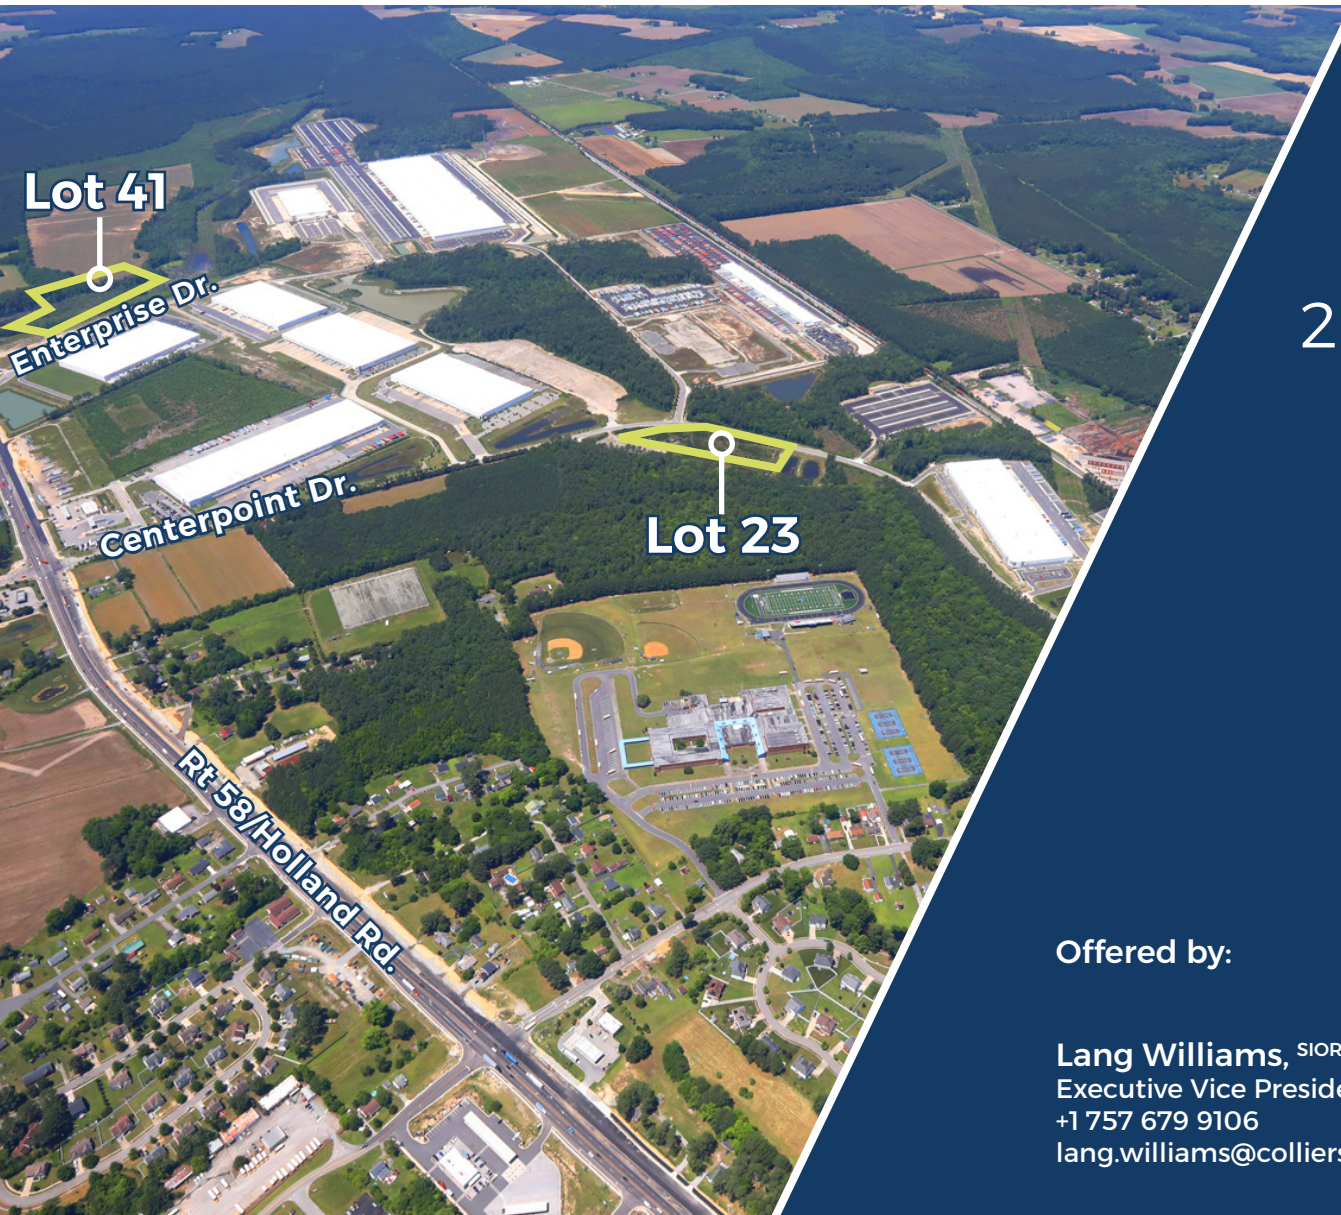 Lot 41
Enterprise Dr.
2
Centerpoint Dr.
Lot 23
Rt 58/Holland Rd.
Offered by:
Lang Williams, SIOR
Executive Vice Preside
+1 757 679 9106
lang.williams@colliers